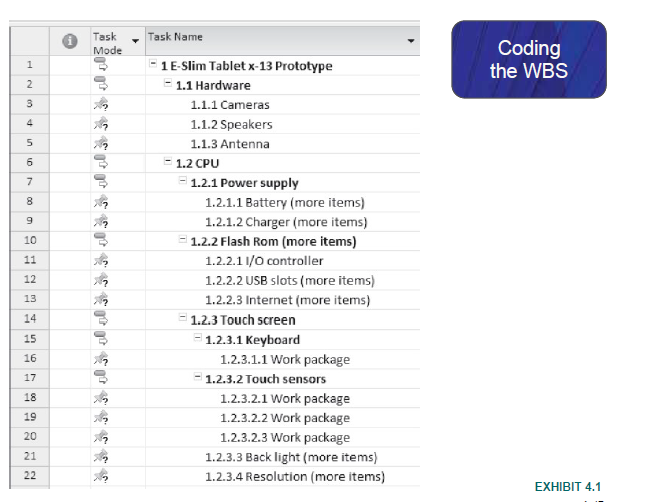 Task
Mode
Task Name
1 1 E-Slim Tablet x-13 Prototype
2 1.1 Hardware
3 1.1.1 Cameras
4 1.1.2 Speakers
5 1.1.3 Antenna
6 1.2 CPU
7 1.2.1 Power supply
8 1.2.1.1 Battery (more items)
9 1.2.1.2 Charger (more items)
10 1.2.2 Flash Rom (more items)
11 1.2.2.1 I/O controller
12 1.2.2.2 USB slots (more items)
13 1.2.2.3 Internet (more items)
14 1.2.3 Touch screen
15 1.2.3.1 Keyboard
16 1.2.3.1.1 Work package
17 1.2.3.2 Touch sensors
18 1.2.3.2.1 Work package
19 1.2.3.2.2 Work package
20 1.2.3.2.3 Work package
21 1.2.3.3 Back light (more items)
22 1.2.3.4 Resolution (more items)
Coding
the WBS
EXHIBIT 4.1